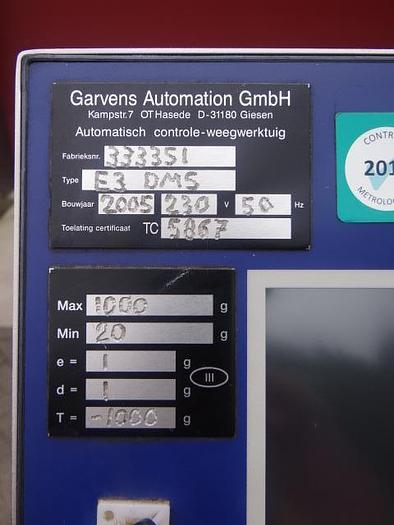 Garvens Automation GmbH
Kampstr.7 OT Hasede D-31180 Giesen
Automatisch controle-weegwerktuig
Fabrieksnr. 333351
Type E3 DMS
Bouwjaar 2005 230 V 50 Hz
Toelating certificaat TC 5867
Max 1000 g
Min 20 g
e = 1 g
d = 1 g
III
T = -1000 g